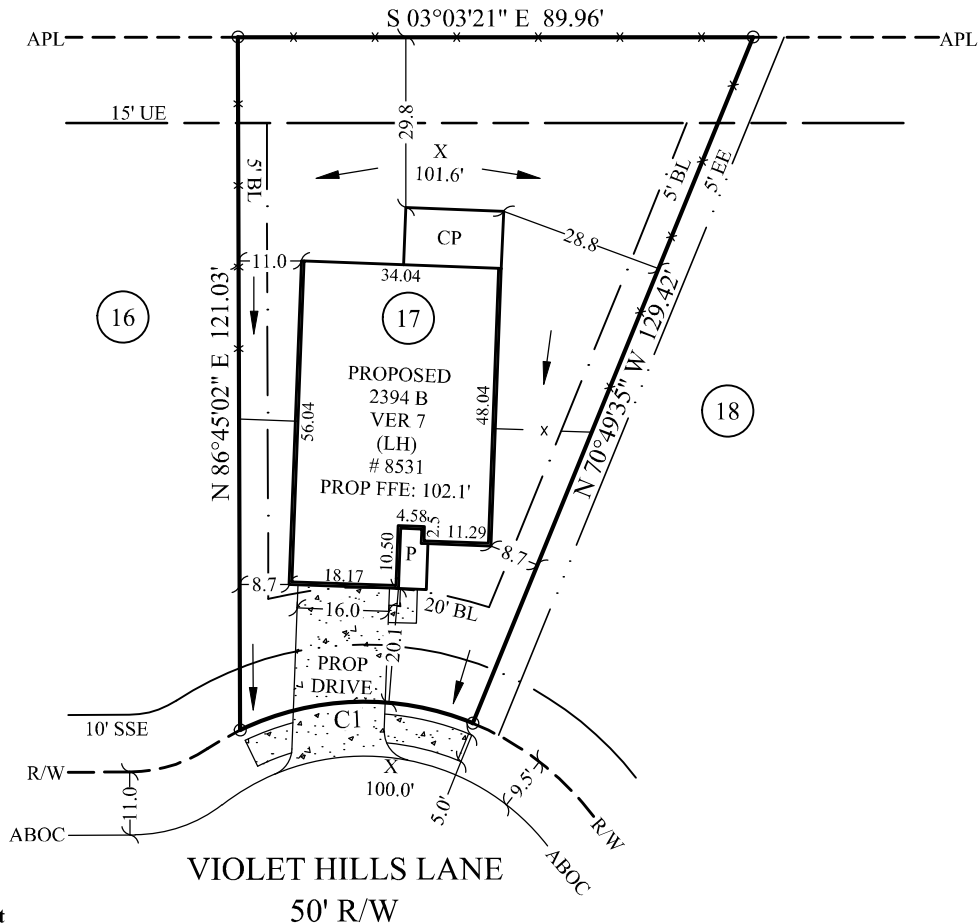 S 03°03'21" E 89.96'
APL
APL
15' UE
5' BL
29.8
X
101.6'
5' BL
5' EE
CP
28.8
11.0
34.04
16
17
18
N 86°45'02" E 121.03'
N 70°49'35" W 129.42'
56.04
48.04
PROPOSED
2394 B
VER 7
(LH)
# 8531
PROP FFE: 102.1'
x
4.58
2.5
11.29
10.50
P
8.7
8.7
18.17
16.0
20' BL
20.1
PROP
DRIVE
C1
10' SSE
R/W
11.0
ABOC
X
100.0'
5.0'
9.5'
R/W
ABOC
VIOLET HILLS LANE
50' R/W
t